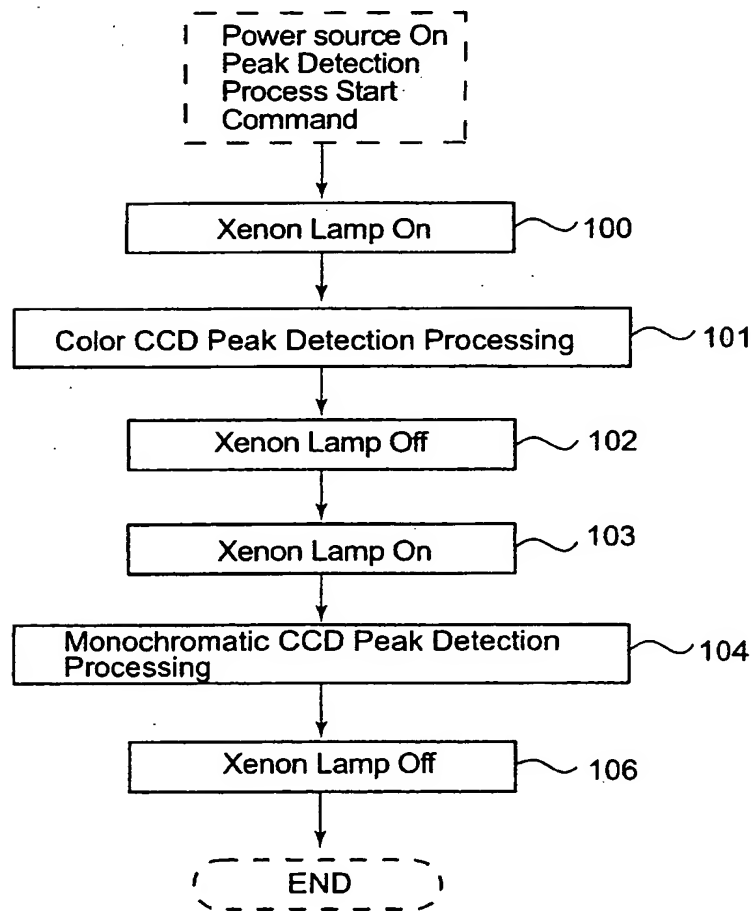 Power source On
Peak Detection
Process Start
Command
Xenon Lamp On
100
Color CCD Peak Detection Processing
101
Xenon Lamp Off
102
Xenon Lamp On
103
Monochromatic CCD Peak Detection
Processing
104
Xenon Lamp Off
106
END